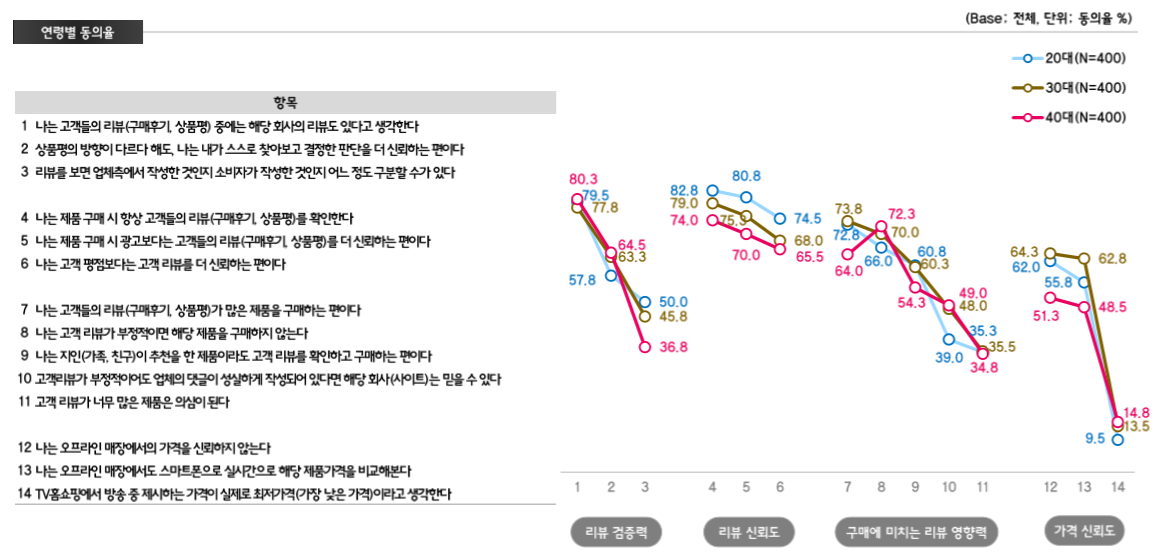 (Base: 전체, 단위; 동의율 %)
연령별 동의율
20대(N=400)
30대(N=400)
40대(N=400)
항목
1 나는 고객들의 리뷰(구매후기, 상품평) 중에는 해당 회사의 리뷰도 있다고 생각한다
2 상품평의 방향이 다르다 해도, 나는 내가 스스로 찾아보고 결정한 판단을 더 신뢰하는 편이다
3 리뷰를 보면 업체측에서 작성한 것인지 소비자가 작성한 것인지 어느 정도 구분할 수가 있다
4 나는 제품 구매 시 항상 고객들의 리뷰(구매후기, 상품평)를 확인한다
5 나는 제품 구매 시 광고보다는 고객들의 리뷰(구매후기, 상품평)를 더 신뢰하는 편이다
6 나는 고객 평점보다는 고객 리뷰를 더 신뢰하는 편이다
7 나는 고객들의 리뷰(구매후기, 상품평)가 많은 제품을 구매하는 편이다
8 나는 고객 리뷰가 부정적이면 해당 제품을 구매하지 않는다
9 나는 지인(가족, 친구)이 추천을 한 제품이라도 고객 리뷰를 확인하고 구매하는 편이다
10 고객리뷰가 부정적이어도 업체의 댓글이 성실하게 작성되어 있다면 해당 회사(사이트)는 믿을 수 있다
11 고객 리뷰가 너무 많은 제품은 의심이 된다
12 나는 오프라인 매장에서의 가격을 신뢰하지 않는다
13 나는 오프라인 매장에서도 스마트폰으로 실시간으로 해당 제품가격을 비교해본다
14 TV홈쇼핑에서 방송 중 제시하는 가격이 실제로 최저가격(가장 낮은 가격)이라고 생각한다
80.3
79.5
77.8
64.5
63.3
57.8
50.0
45.8
36.8
82.8
80.8
79.0
75.3
74.0
74.5
70.0
68.0
65.5
73.8
72.8
64.0
72.3
70.0
66.0
60.8
60.3
54.3
49.0
48.0
39.0
35.3
35.5
34.8
64.3
62.0
51.3
62.8
55.8
48.5
14.8
13.5
9.5
1 2 3 4 5 6 7 8 9 10 11 12 13 14
리뷰 검증력 리뷰 신뢰도 구매에 미치는 리뷰 영향력 가격 신뢰도